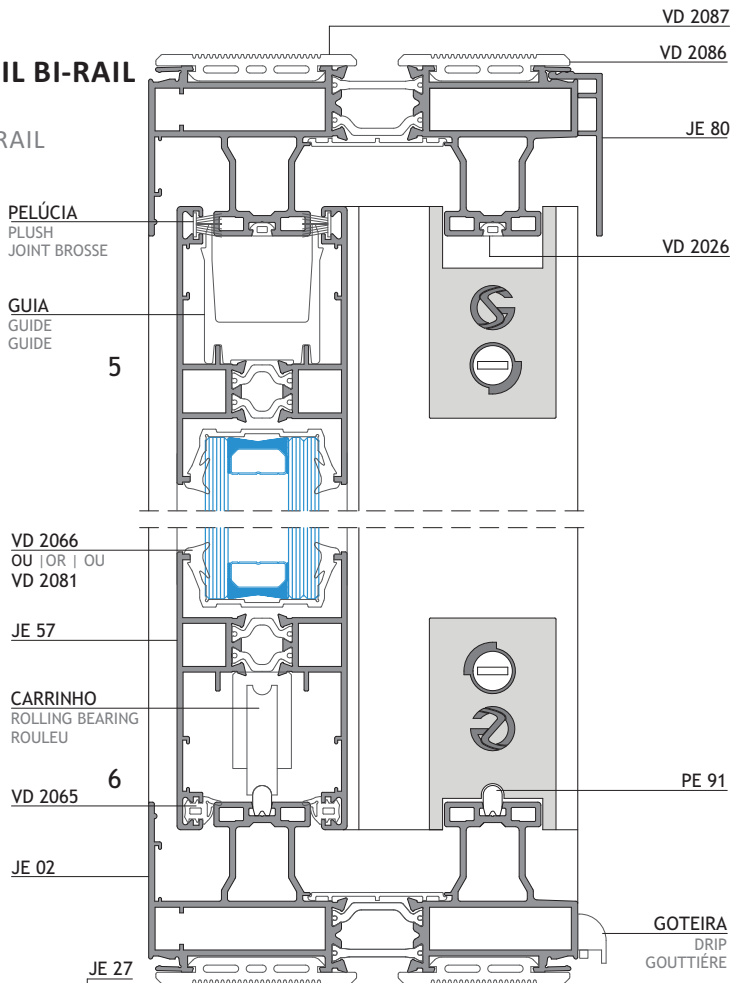 VD 2087
IL BI-RAIL
VD 2086
RAIL
JE 80
PELÚCIA
PLUSH
JOINT BROSSE
VD 2026
GUIA
GUIDE
GUIDE
5
VD 2066
OU | OR | OU
VD 2081
JE 57
CARRINHO
ROLLING BEARING
ROULEU
6
VD 2065
PE 91
JE 02
GOTEIRA
DRIP
GOUTTIÉRE
JE 27